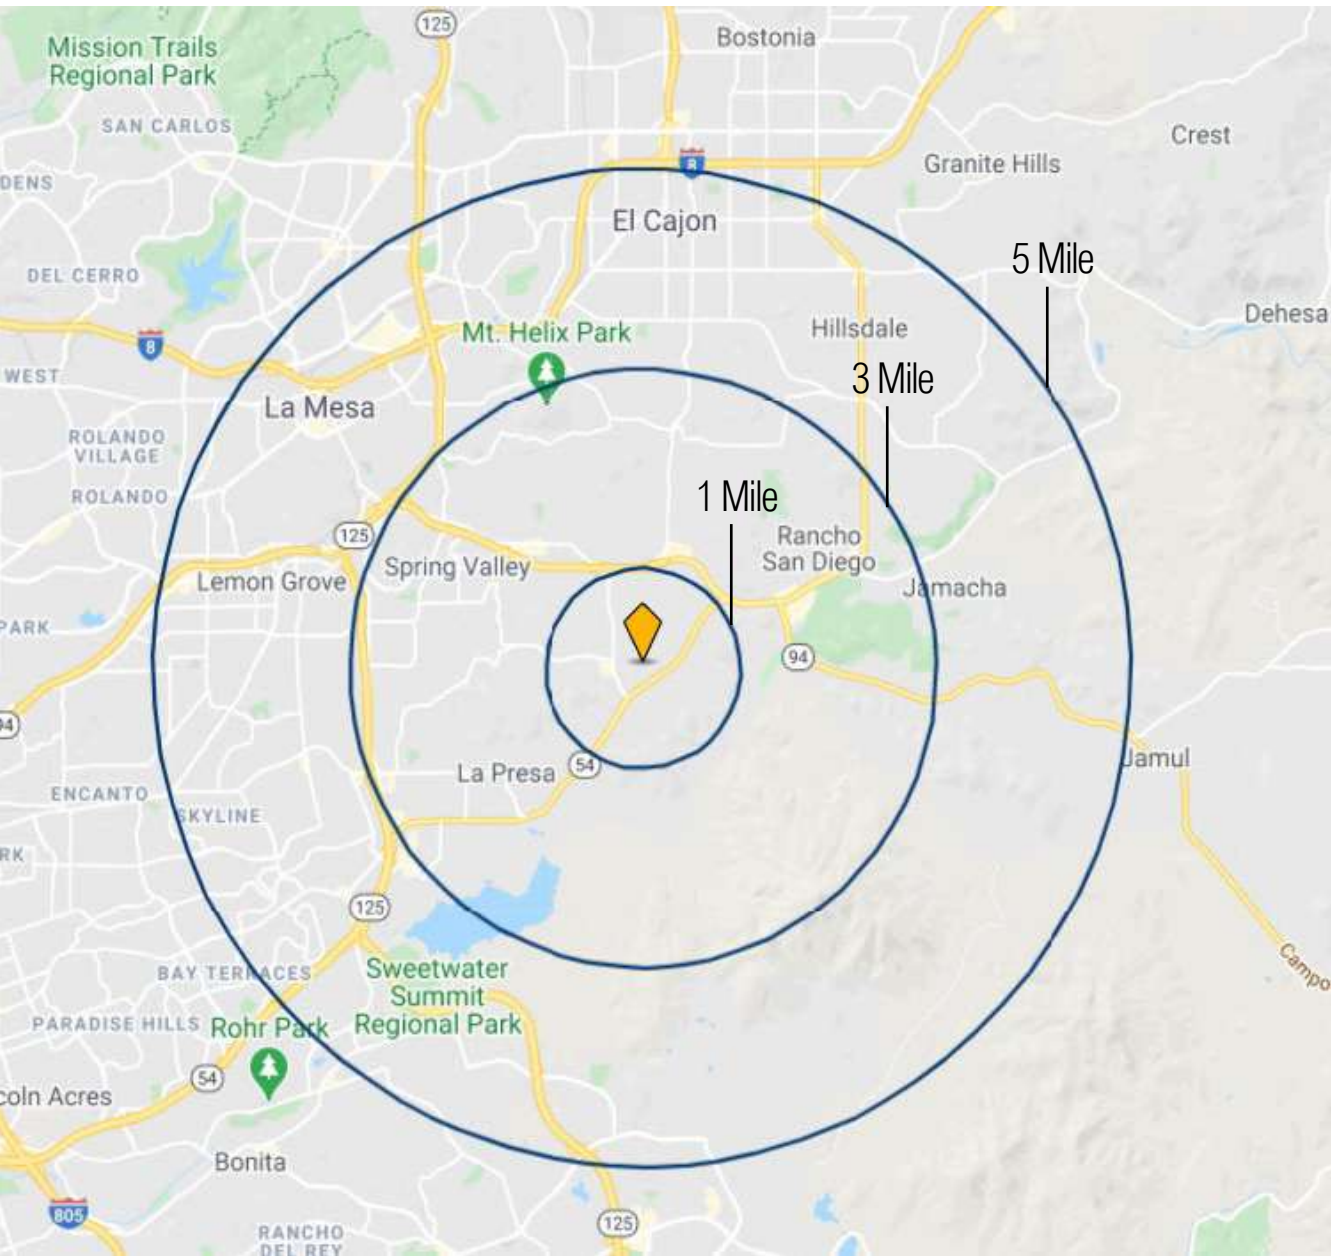 125
Bostonia
Mission Trails
Regional Park
SAN CARLOS
Crest
8
Granite Hills
DENS
El Cajon
5 Mile
DEL CERRO
Dehesa
Mt. Helix Park
Hillsdale
8
WEST
3 Mile
La Mesa
ROLANDO
VILLAGE
ROLANDO
1 Mile
125
Rancho
San Diego
Spring Valley
Lemon Grove
Jamacha
PARK
94
94
La Presa
54
Jamul
ENCANTO
SKYLINE
RK
125
BAY TERRACES
Sweetwater
Summit
Regional Park
Campo
PARADISE HILLS
Rohr Park
54
coln Acres
Bonita
805
125
RANCHO
DEL REY